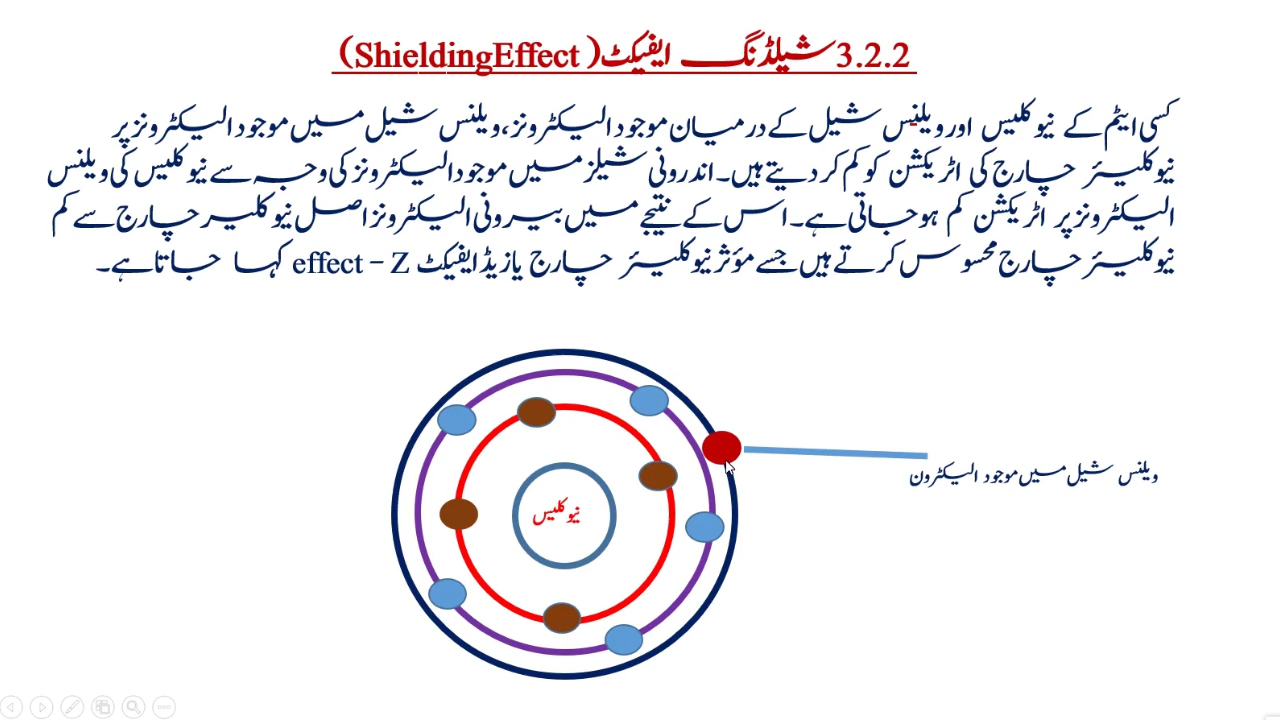 3.2.2 شیلڈنگ ایفیکٹ (ShieldingEffect)
کسی ایٹم کے نیوکلیس اور ویلنس شیل کے درمیان موجود الیکٹرونز، ویلنس شیل میں موجود الیکٹرونز پر
نیوکلیئر چارج کی اٹریکشن کو کم کر دیتے ہیں۔ اندرونی شیلز میں موجود الیکٹرونز کی وجہ سے نیوکلیس کی ویلنس
الیکٹرونز پر اٹریکشن کم ہو جاتی ہے۔ اس کے نتیجے میں بیرونی الیکٹرونز اصل نیوکلیر چارج سے کم
نیوکلیئر چارج محسوس کرتے ہیں جسے مؤثر نیوکلیئر چارج یا زیڈ ایفیکٹ effect – Z کہا جاتا ہے۔
ویلنس شیل میں موجود الیکٹرون
نیوکلیس